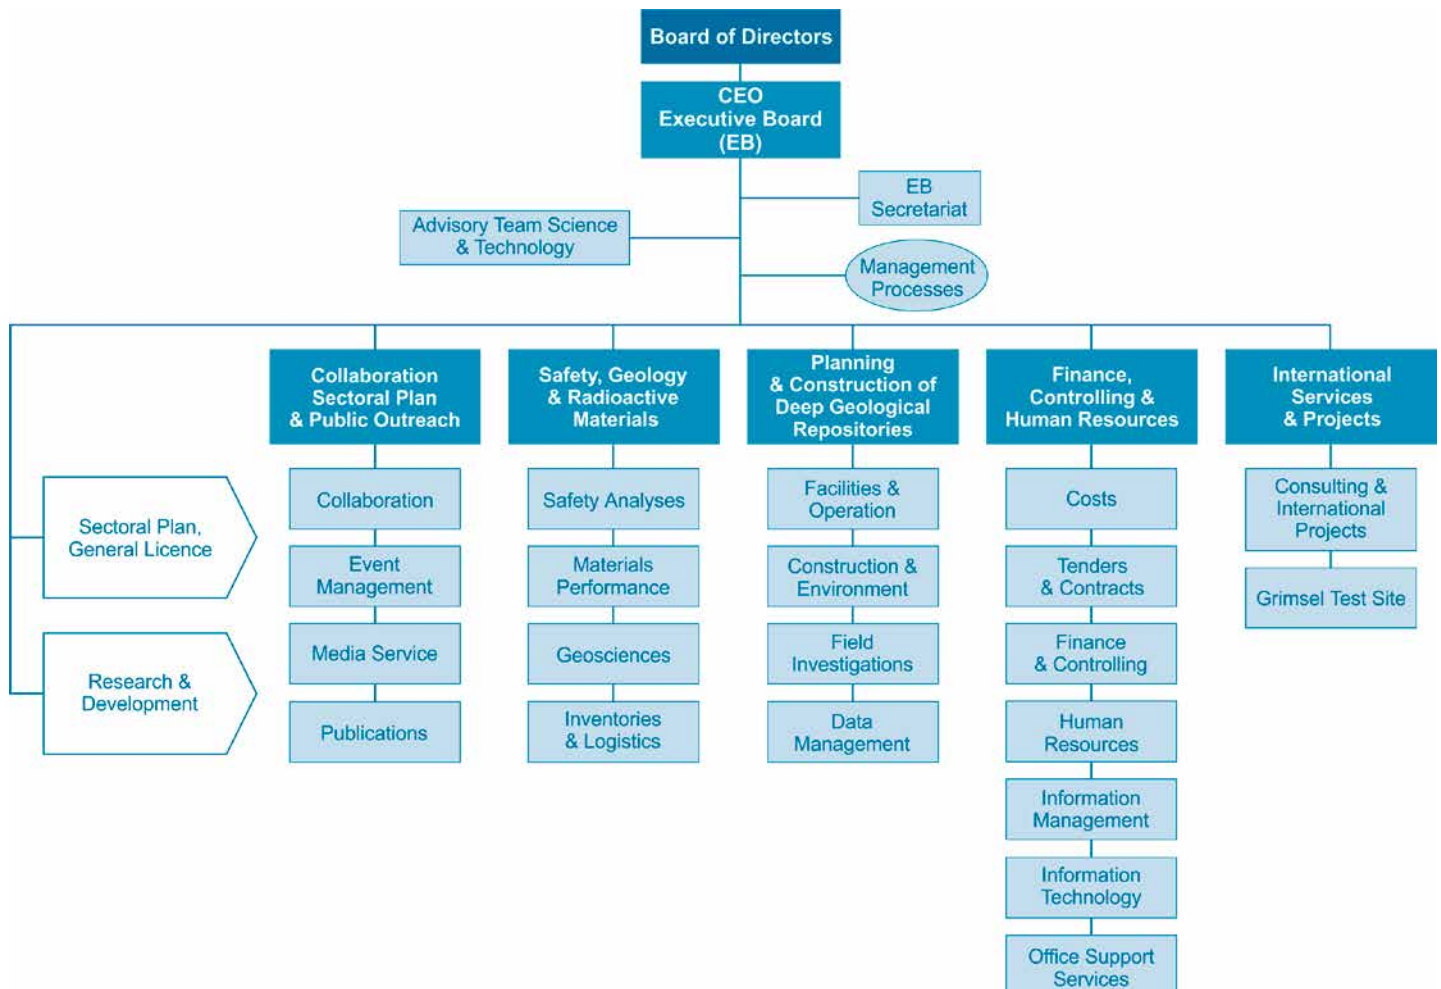 Board of Directors
CEO
Executive Board
(EB)
EB
Secretariat
Advisory Team Science
& Technology
Management
Processes
Collaboration
Sectoral Plan
& Public Outreach
Safety, Geology
& Radioactive
Materials
Planning
& Construction of
Deep Geological
Repositories
Finance,
Controlling &
Human Resources
International
Services
& Projects
Sectoral Plan,
General Licence
Research &
Development
Collaboration
Event
Management
Media Service
Publications
Safety Analyses
Materials
Performance
Geosciences
Inventories
& Logistics
Facilities &
Operation
Construction &
Environment
Field
Investigations
Data
Management
Costs
Tenders
& Contracts
Finance
& Controlling
Human
Resources
Information
Management
Information
Technology
Office Support
Services
Consulting &
International
Projects
Grimsel Test Site